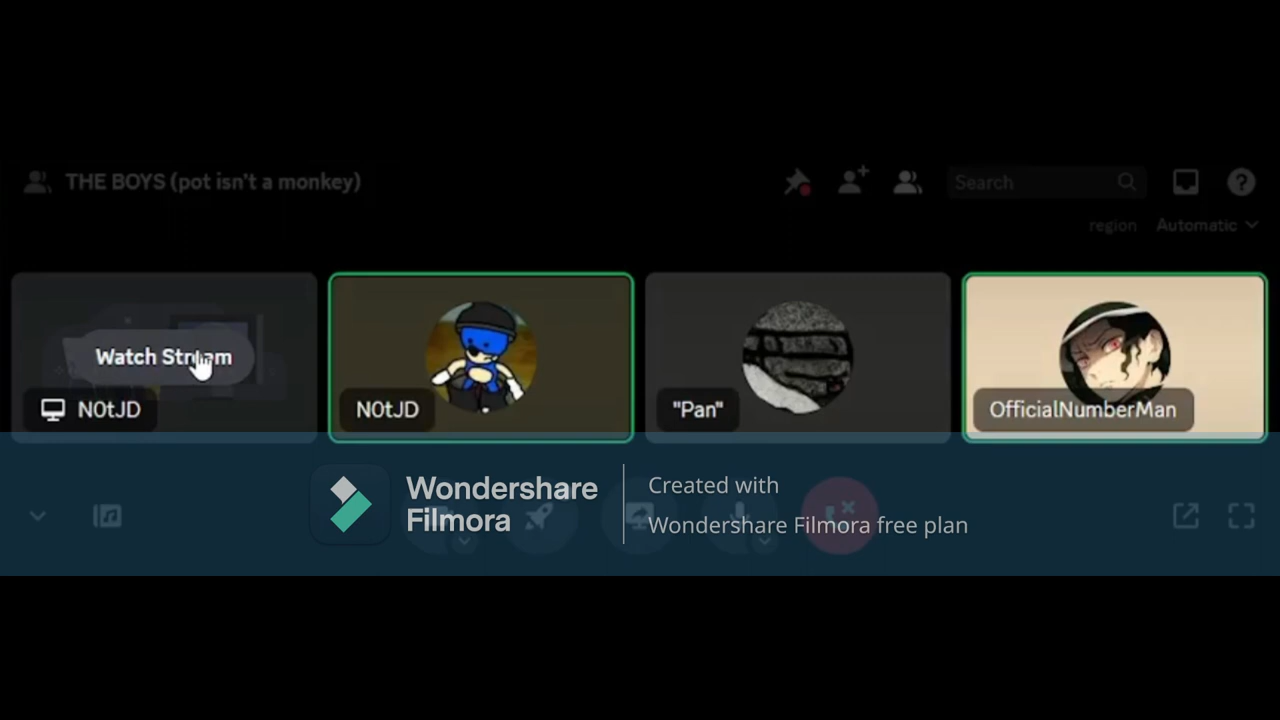 THE BOYS (pot isn't a monkey)
Search
region Automatic
Watch Stream
N0tJD
N0tJD
"Pan"
OfficialNumberMan
Wondershare
Filmora
Created with
Wondershare Filmora free plan